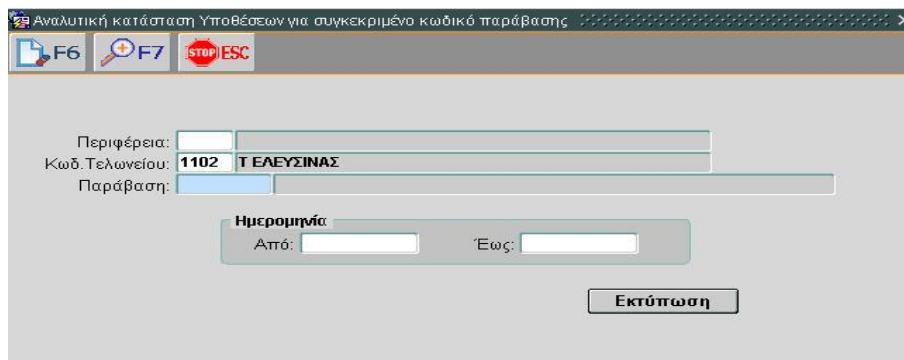 Αναλυτική κατάσταση Υποθέσεων για συγκεκριμένο κωδικό παράβασης
F6 F7 STOP ESC
Περιφέρεια:
Κωδ.Τελωνείου: 1102 Τ ΕΛΕΥΣΙΝΑΣ
Παράβαση:
Ημερομηνία
Από: Έως:
Εκτύπωση